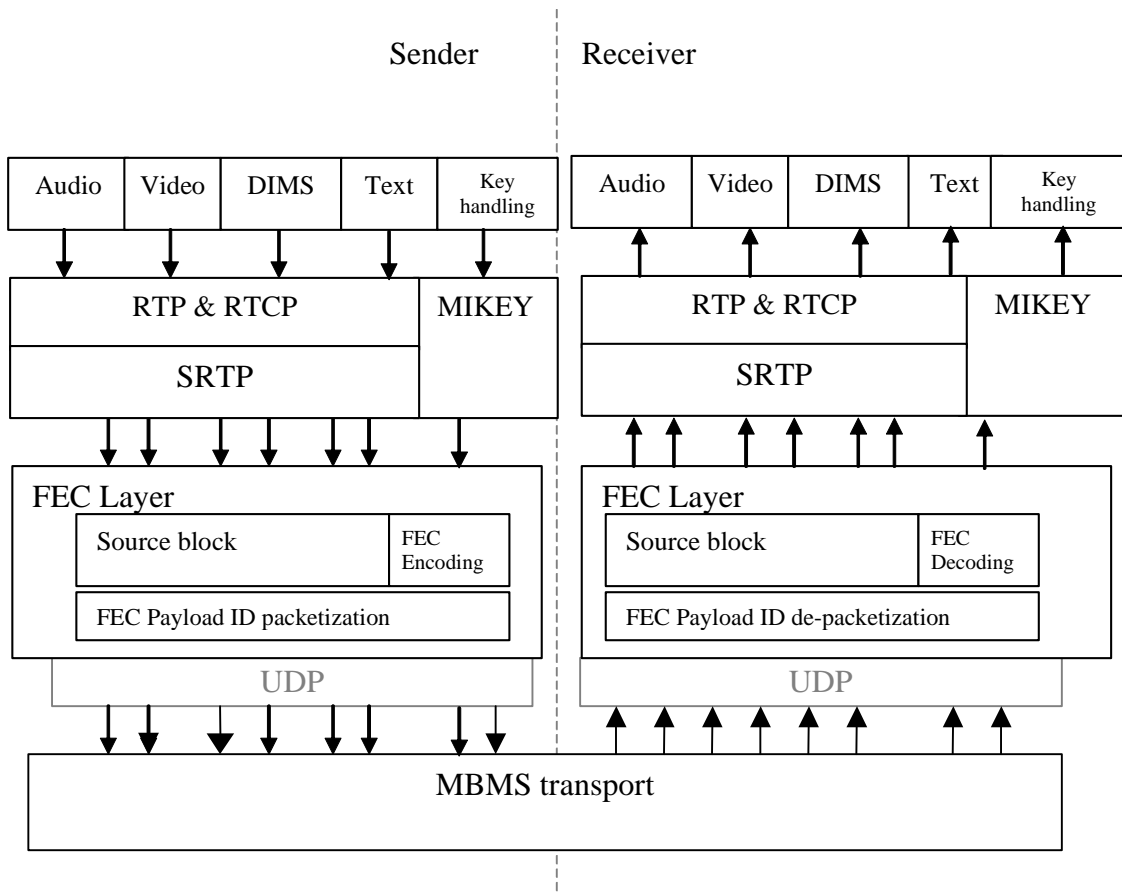 Sender
Receiver
Audio
Video
DIMS
Text
Key
handling
Audio
Video
DIMS
Text
Key
handling
RTP & RTCP
MIKEY
SRTP
RTP & RTCP
MIKEY
SRTP
FEC Layer
Source block
FEC
Encoding
FEC Payload ID packetization
FEC Layer
Source block
FEC
Decoding
FEC Payload ID de-packetization
UDP
UDP
MBMS transport